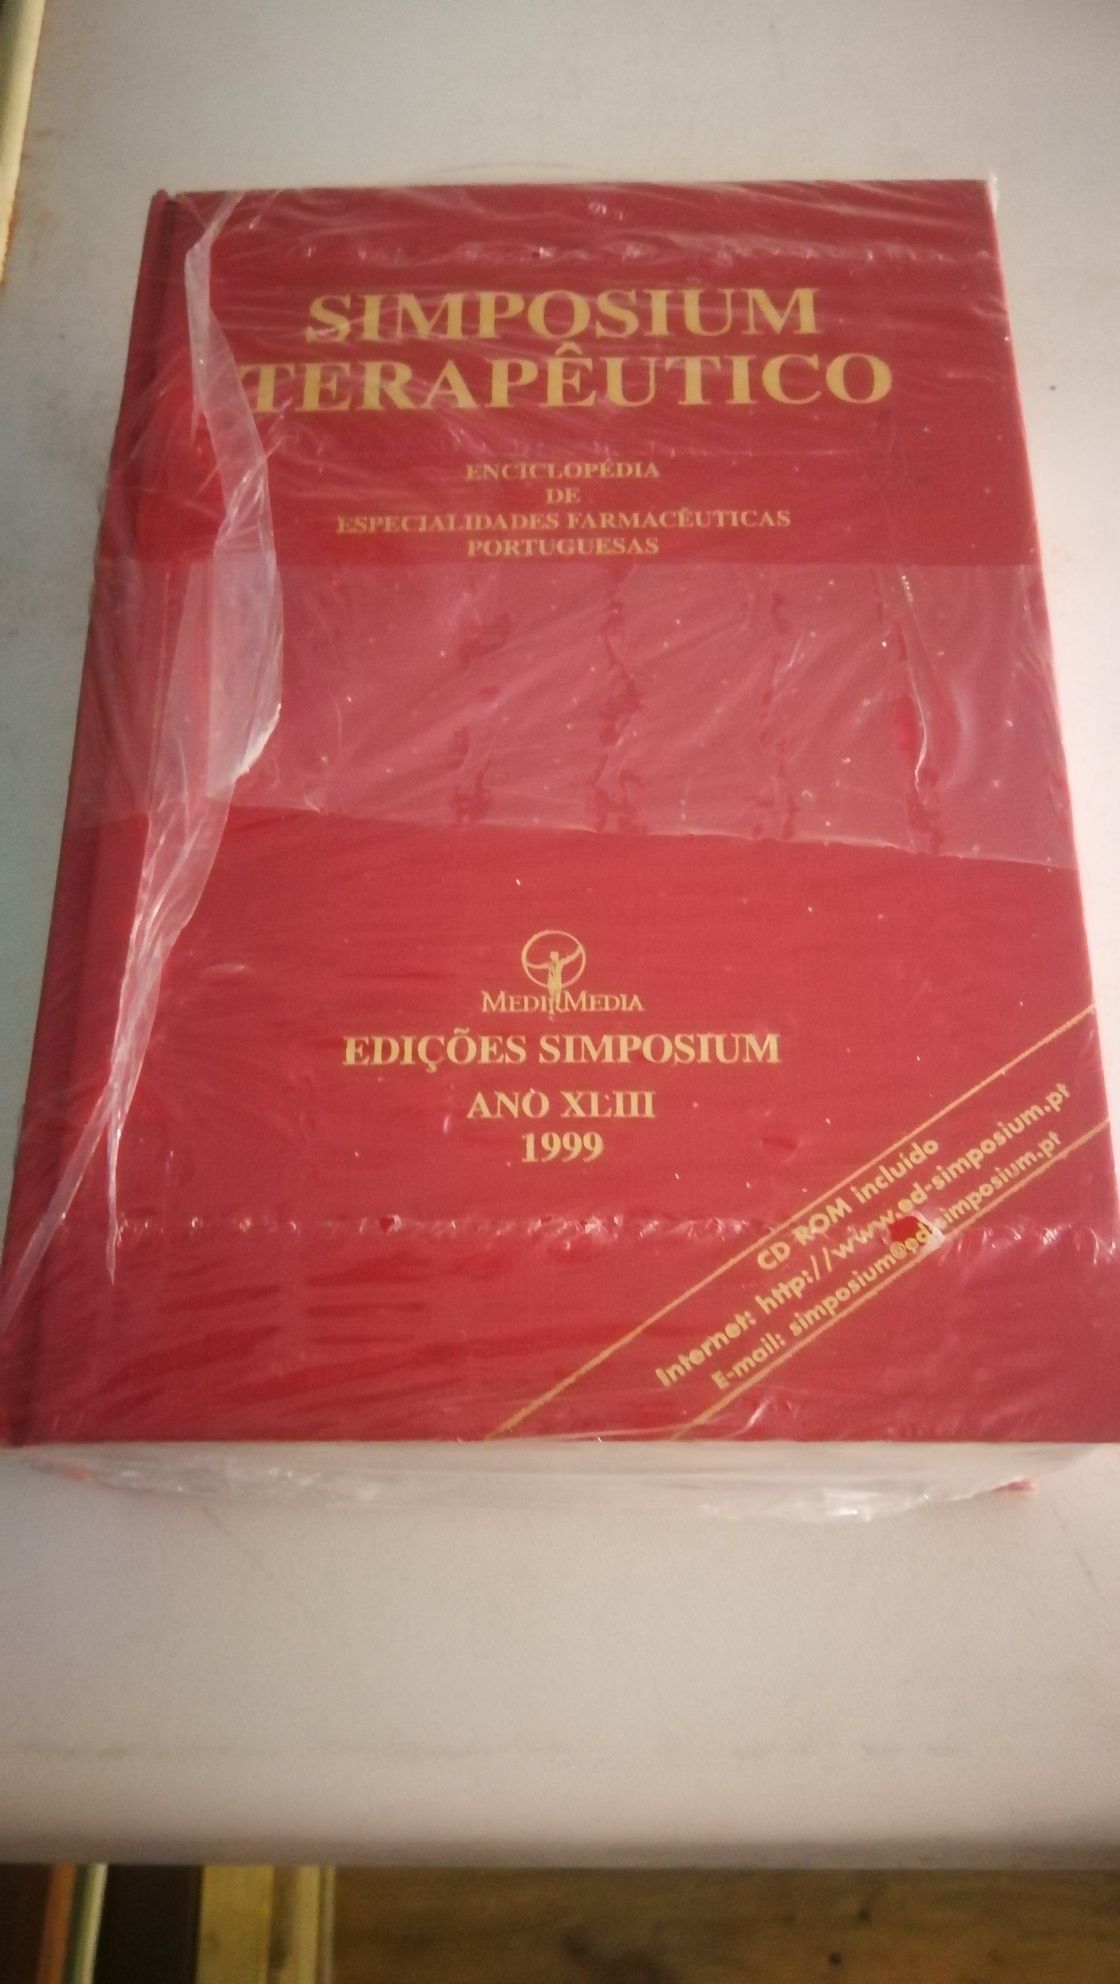 SIMPOSIUM
TERAPÊUTICO
ENCICLOPÉDIA
DE
ESPECIALIDADES FARMACÊUTICAS
PORTUGUESAS
MEDIMEDIA
EDIÇÕES SIMPOSIUM
ANO XLIII
1999
CD ROM incluído
Internet: http://www.ed-simposium.pt
E-mail: simposium@ed-simposium.pt